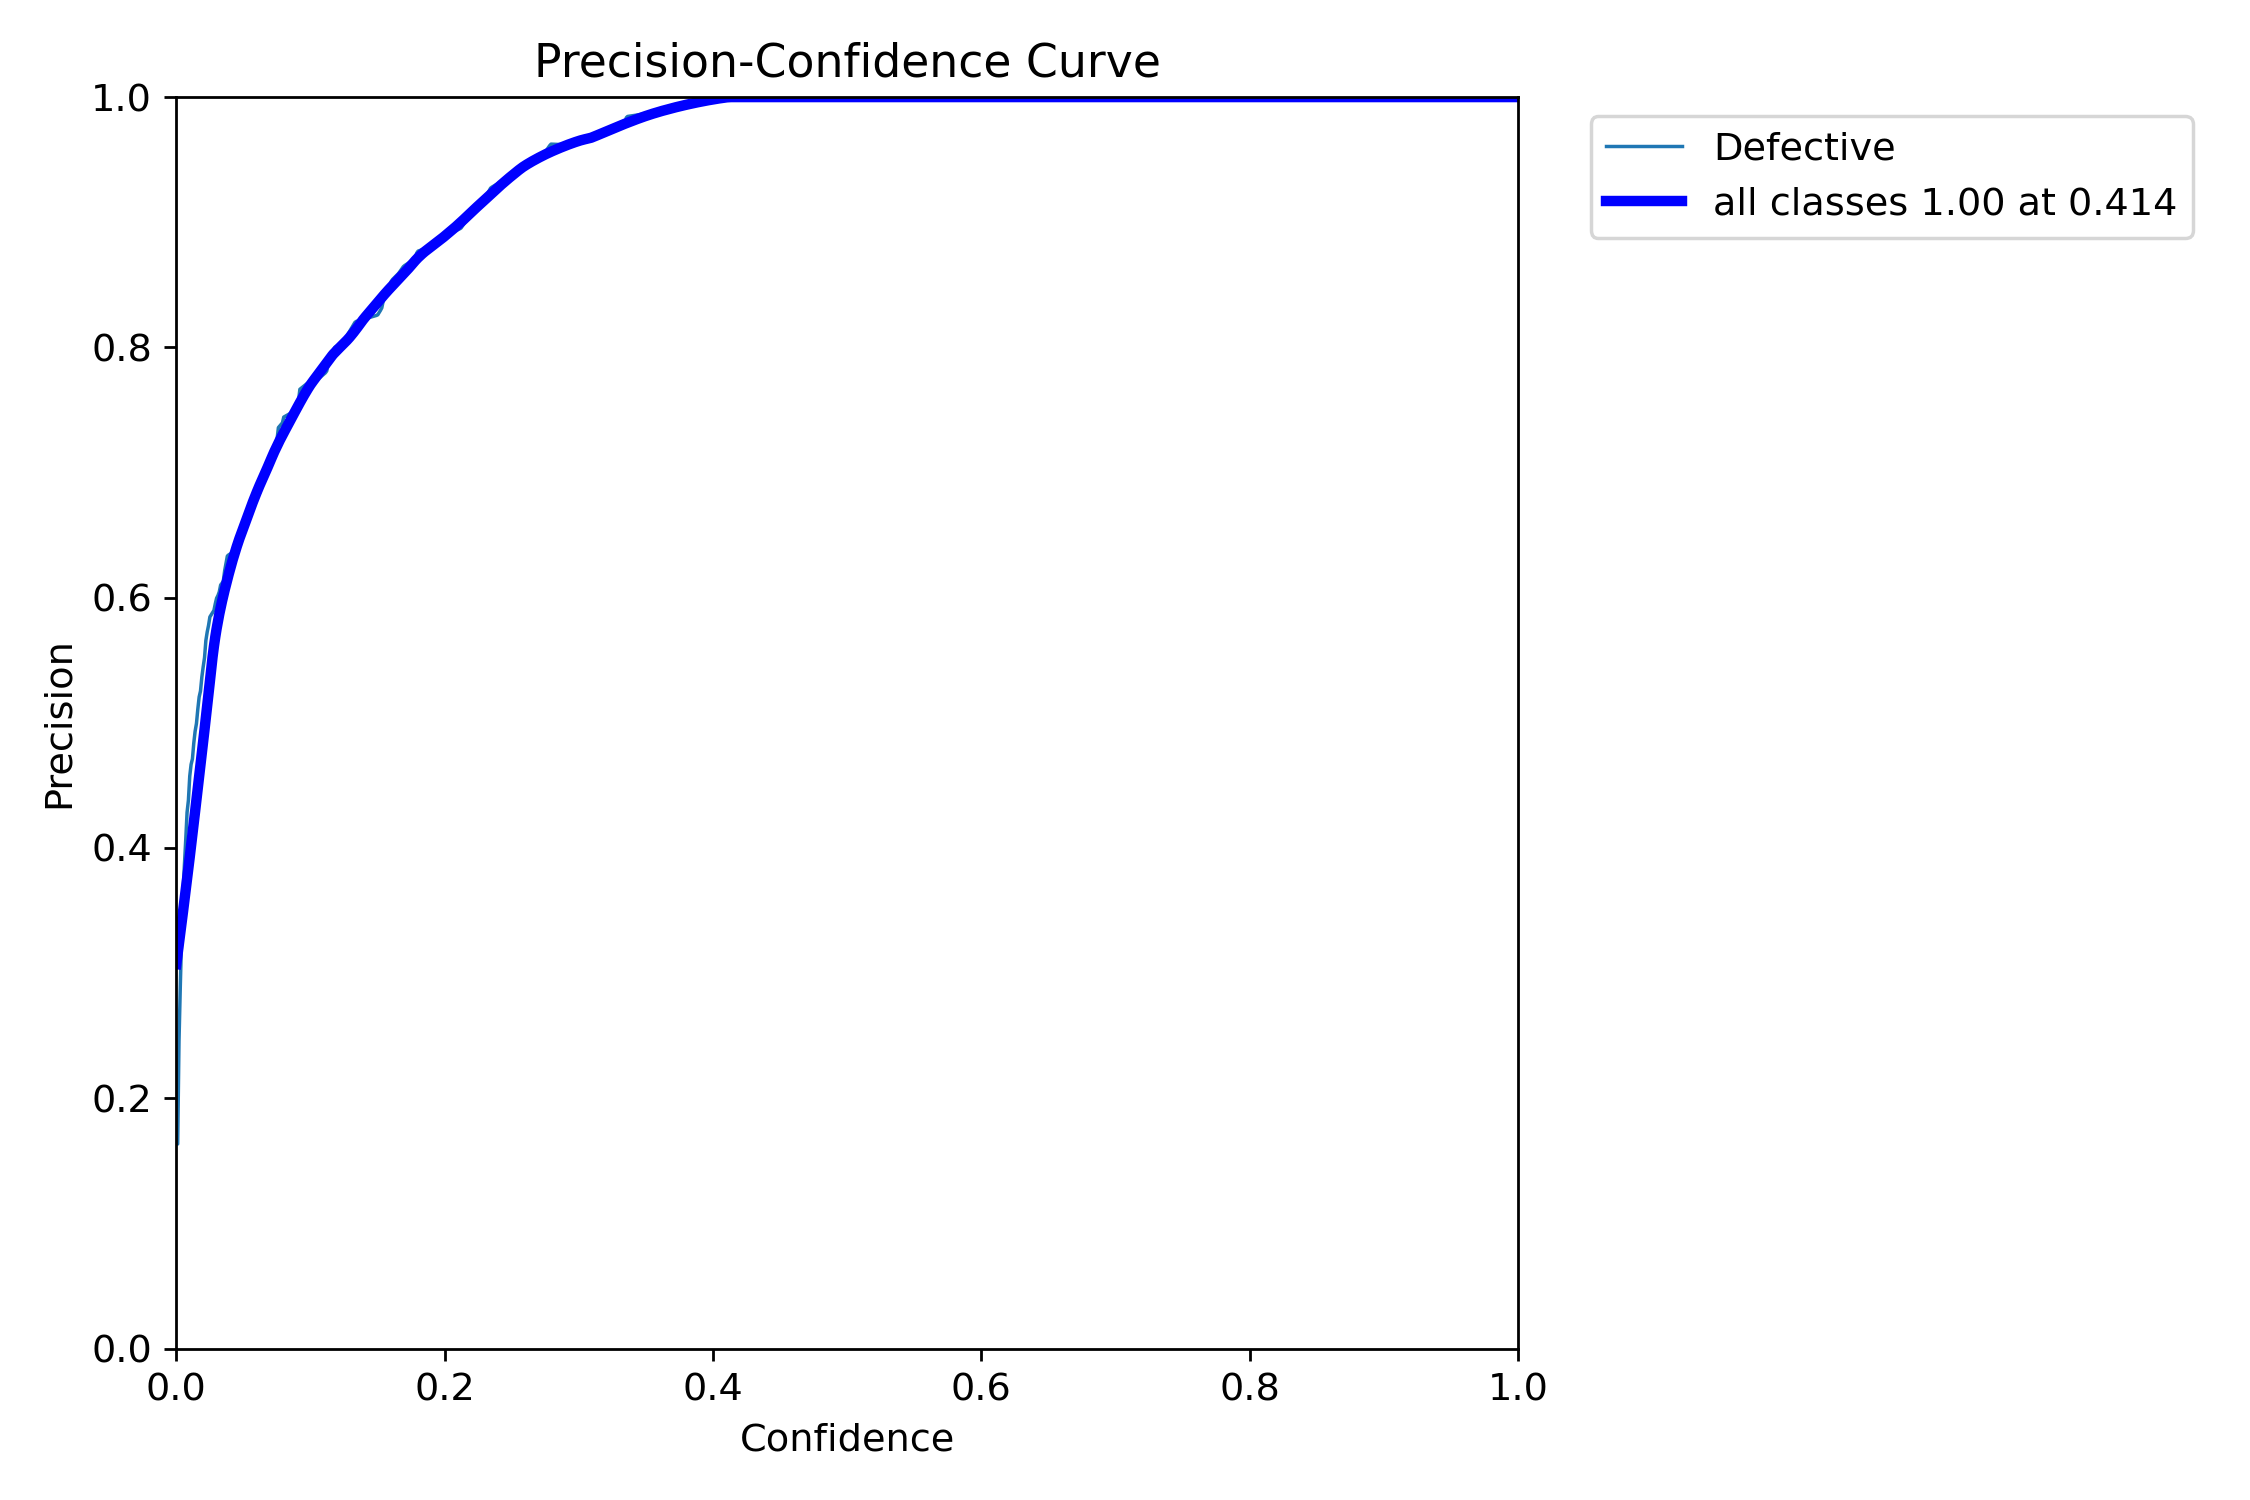 Precision-Confidence Curve
1.0
0.8
0.6
0.4
0.2
0.0
Precision
0.0 0.2 0.4 0.6 0.8 1.0
Confidence
Defective
all classes 1.00 at 0.414